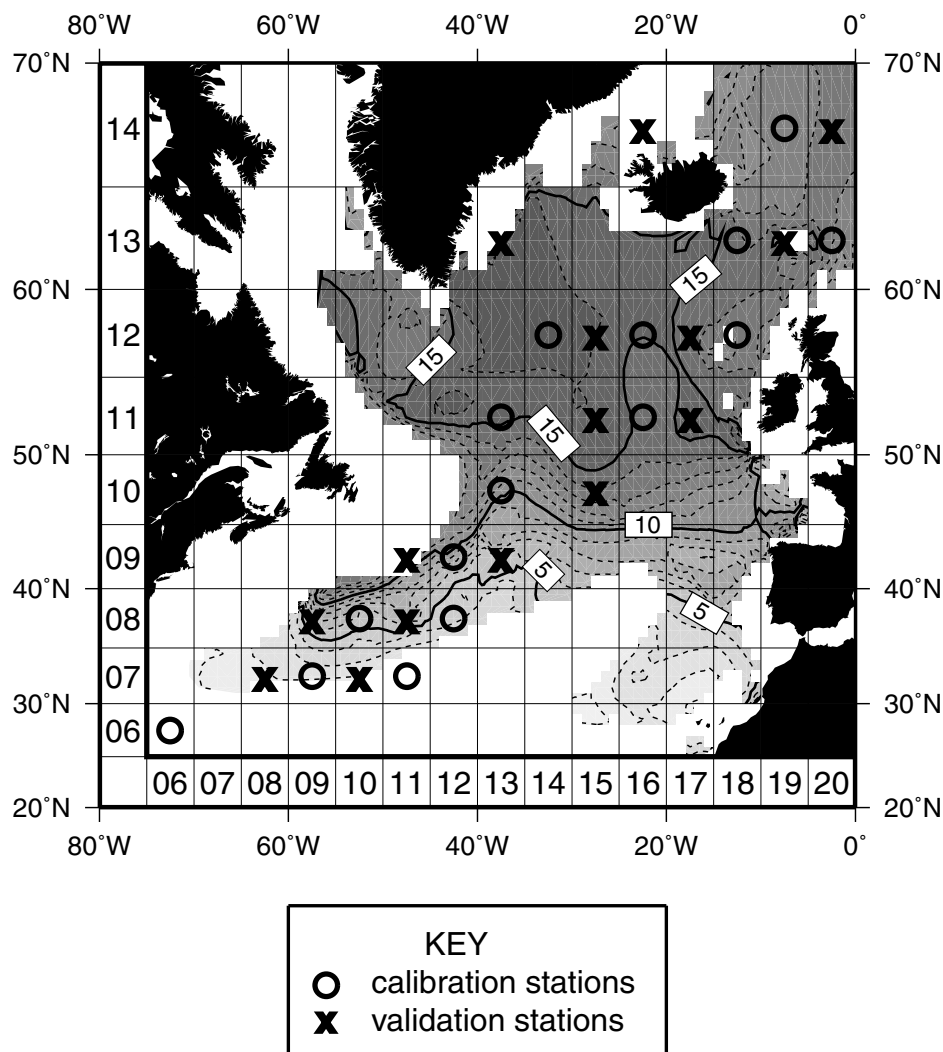 80°W 60°W 40°W 20°W 0°
70°N 70°N
14
13
15
60°N 60°N
12
15
11
15
50°N 50°N
10
10
09
5
40°N 40°N
08
5
07
30°N 30°N
06
06 07 08 09 10 11 12 13 14 15 16 17 18 19 20
20°N 20°N
80°W 60°W 40°W 20°W 0°
KEY
calibration stations
validation stations